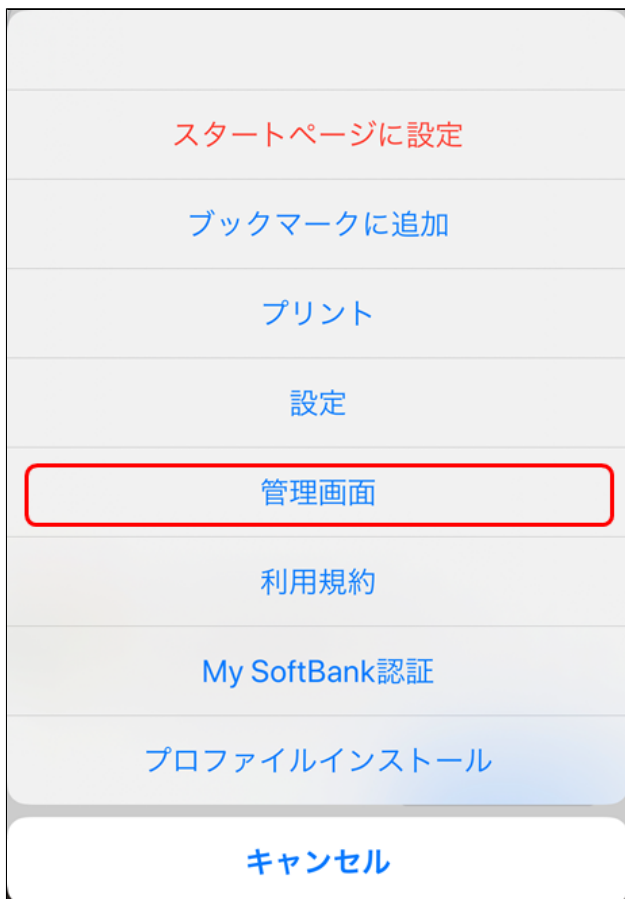 スタートページに設定
ブックマークに追加
プリント
設定
管理画面
利用規約
My SoftBank認証
プロファイルインストール
キャンセル